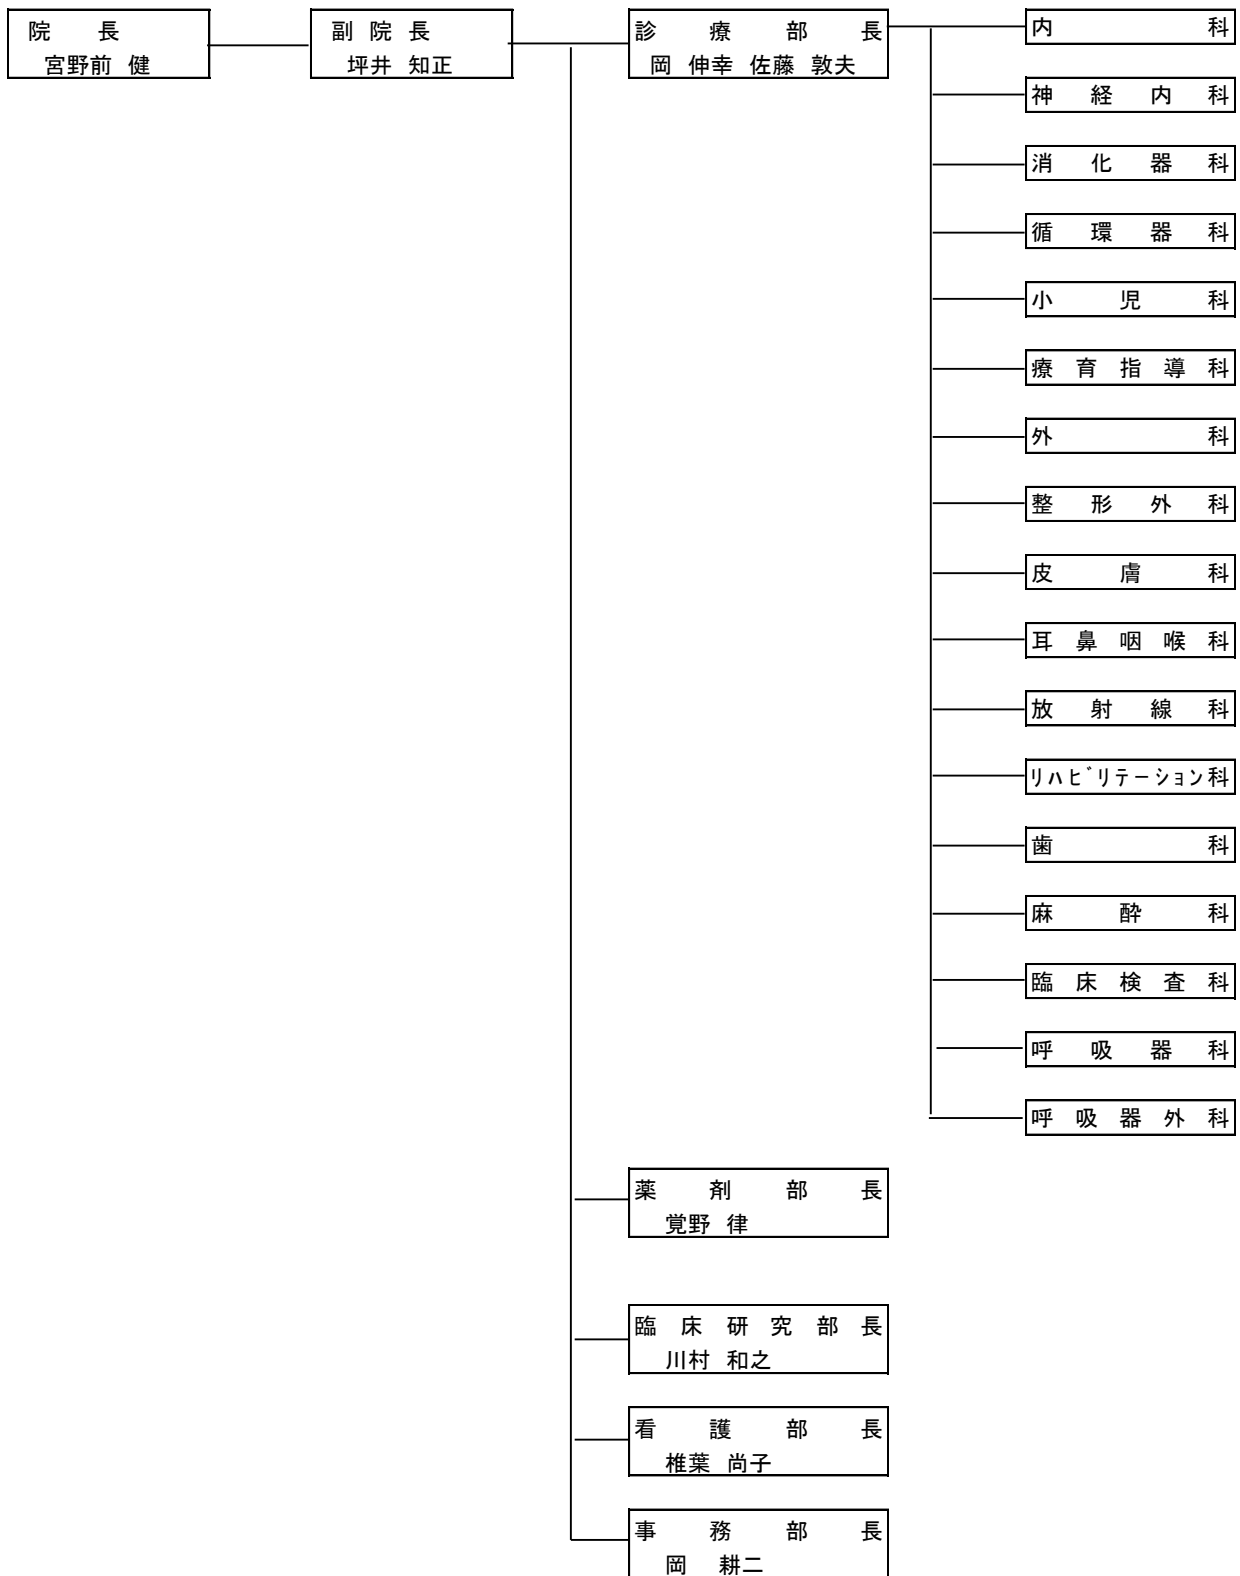 院長
宮野前 健
副院長
坪井 知正
診療部長
岡 伸幸 佐藤 敦夫
内科
神経内科
消化器科
循環器科
小児科
療育指導科
外科
整形外科
皮膚科
耳鼻咽喉科
放射線科
ﾘﾊﾋﾞﾘﾃｰｼｮﾝ科
歯科
麻酔科
臨床検査科
呼吸器科
呼吸器外科
薬剤部長
覚野 律
臨床研究部長
川村 和之
看護部長
椎葉 尚子
事務部長
岡 耕二